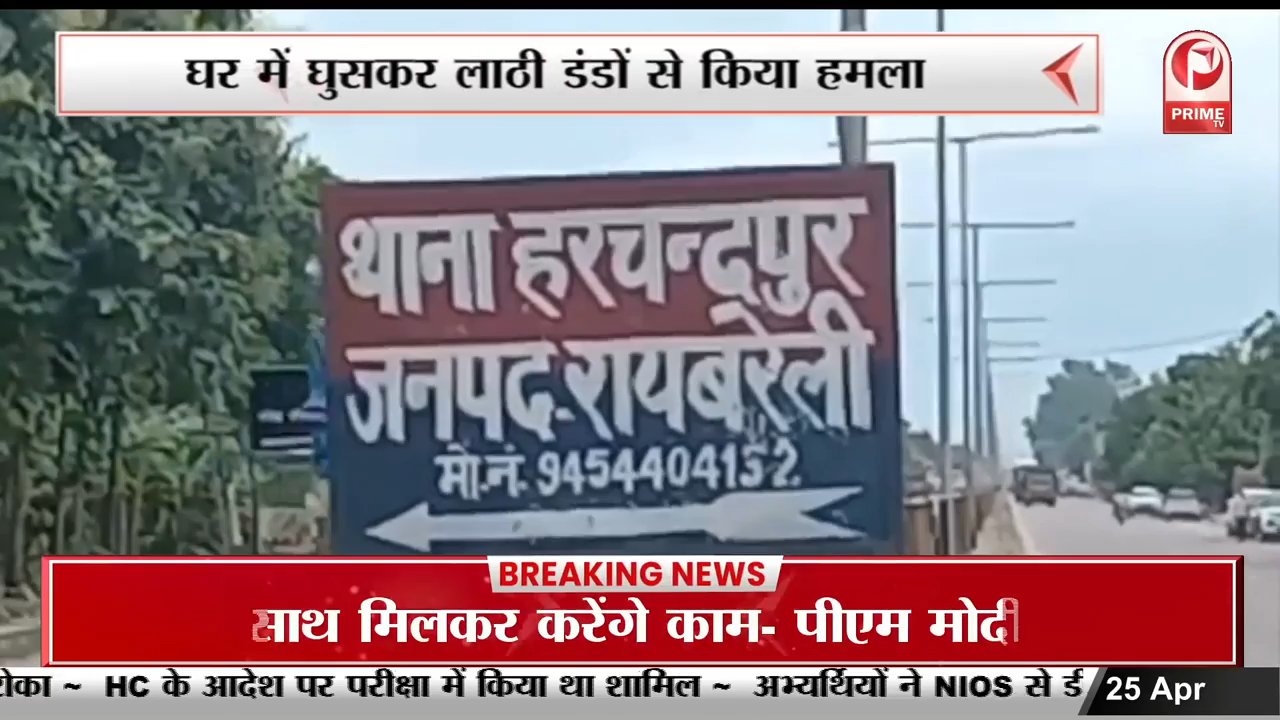 घर में घुसकर लाठी डंडों से किया हमला
PRIME
TV
थाना हरचन्दपुर
जनपद-रायबरेली
मो.नं. 9454404132
BREAKING NEWS
साथ मिलकर करेंगे काम- पीएम मोदी
~ HC के आदेश पर परीक्षा में किया था शामिल ~ अभ्यर्थियों ने NIOS से
25 Apr